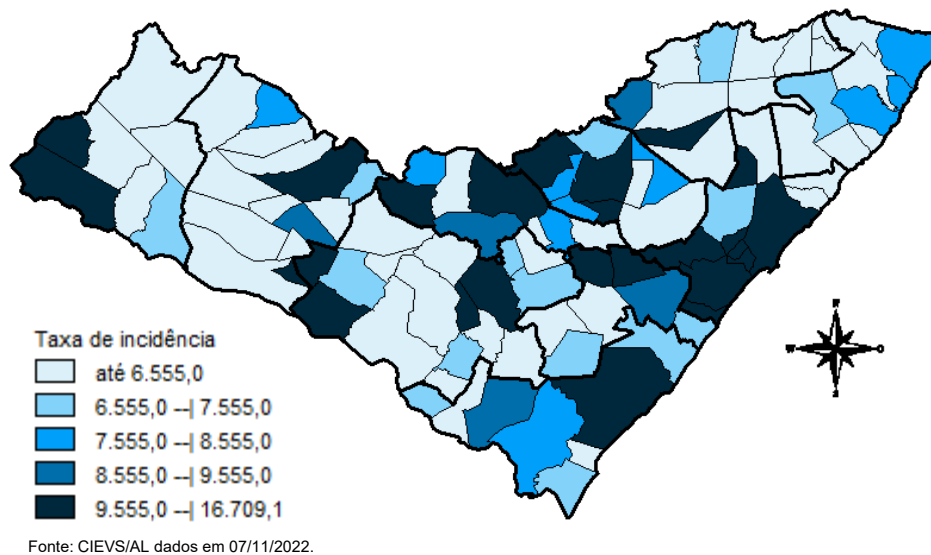 Taxa de incidência
até 6.555,0
6.555,0 --| 7.555,0
7.555,0 --| 8.555,0
8.555,0 --| 9.555,0
9.555,0 --| 16.709,1
Fonte: CIEVS/AL dados em 07/11/2022.
N
W
O
S